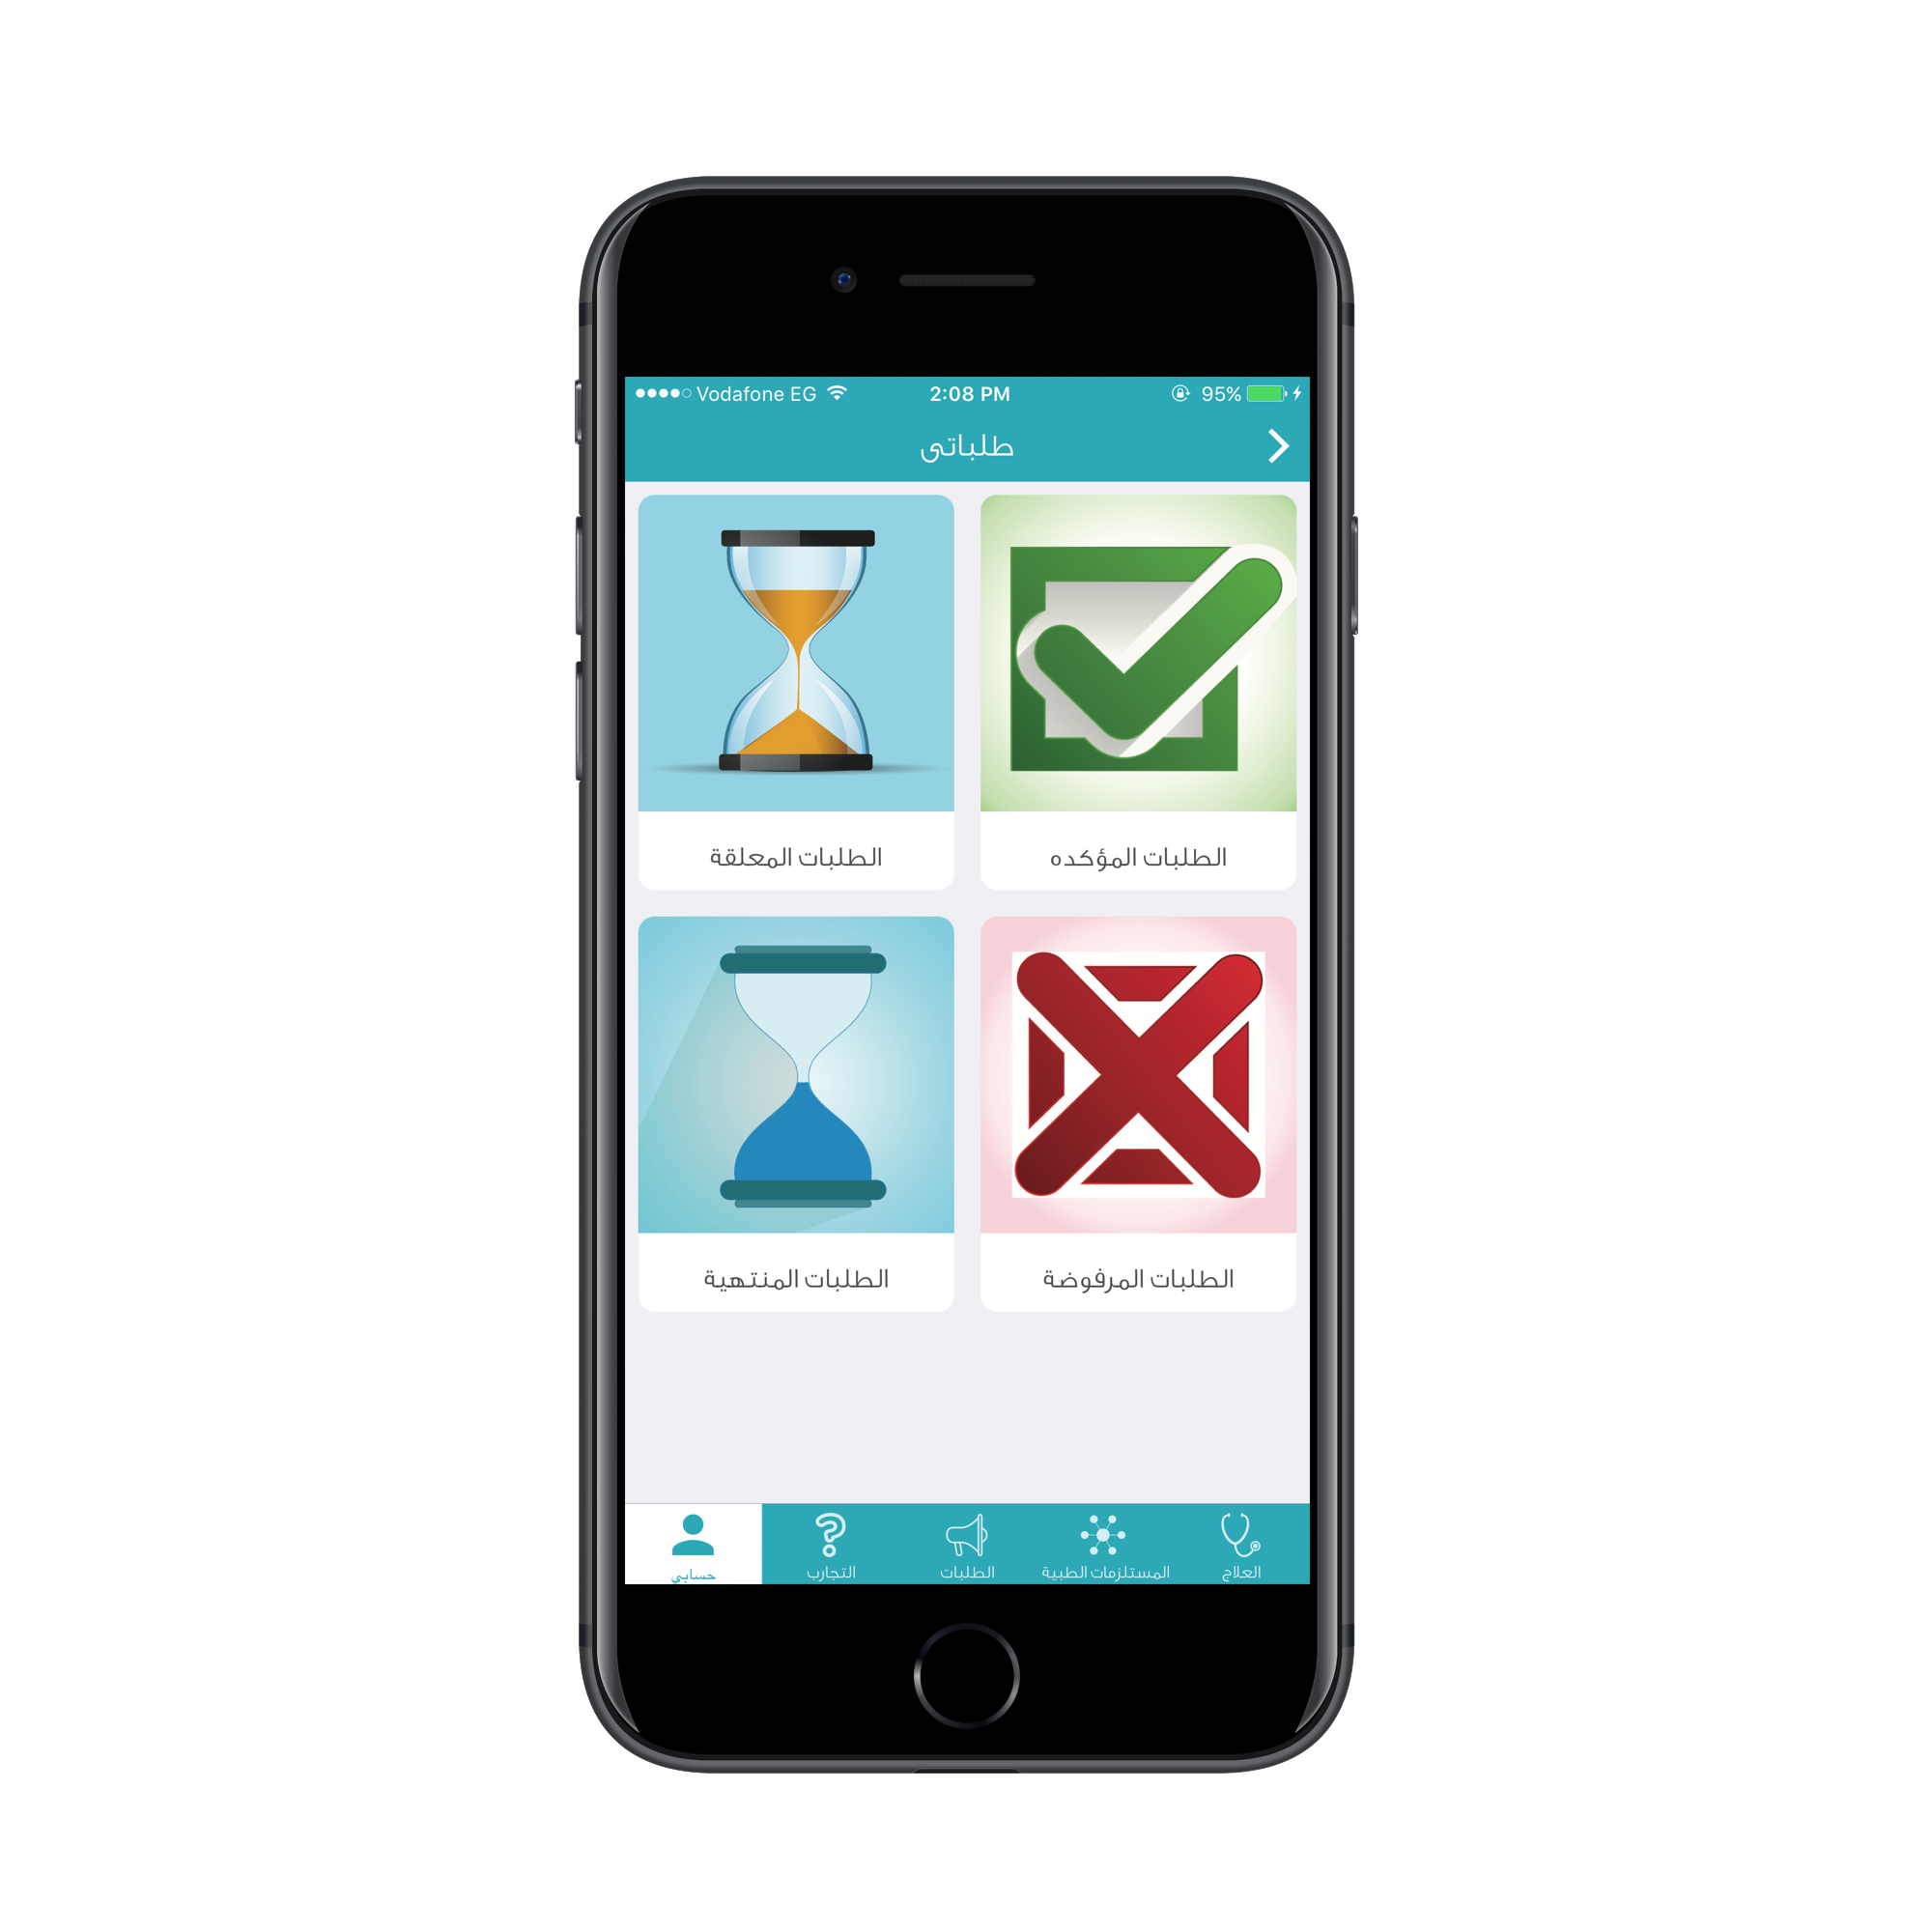 Vodafone EG 2:08 PM 95%
طلباتى
الطلبات المؤكده
الطلبات المعلقة
الطلبات المرفوضة
الطلبات المنتهية
العلاج
المستلزمات الطبية
الطلبات
التجارب
حسابي